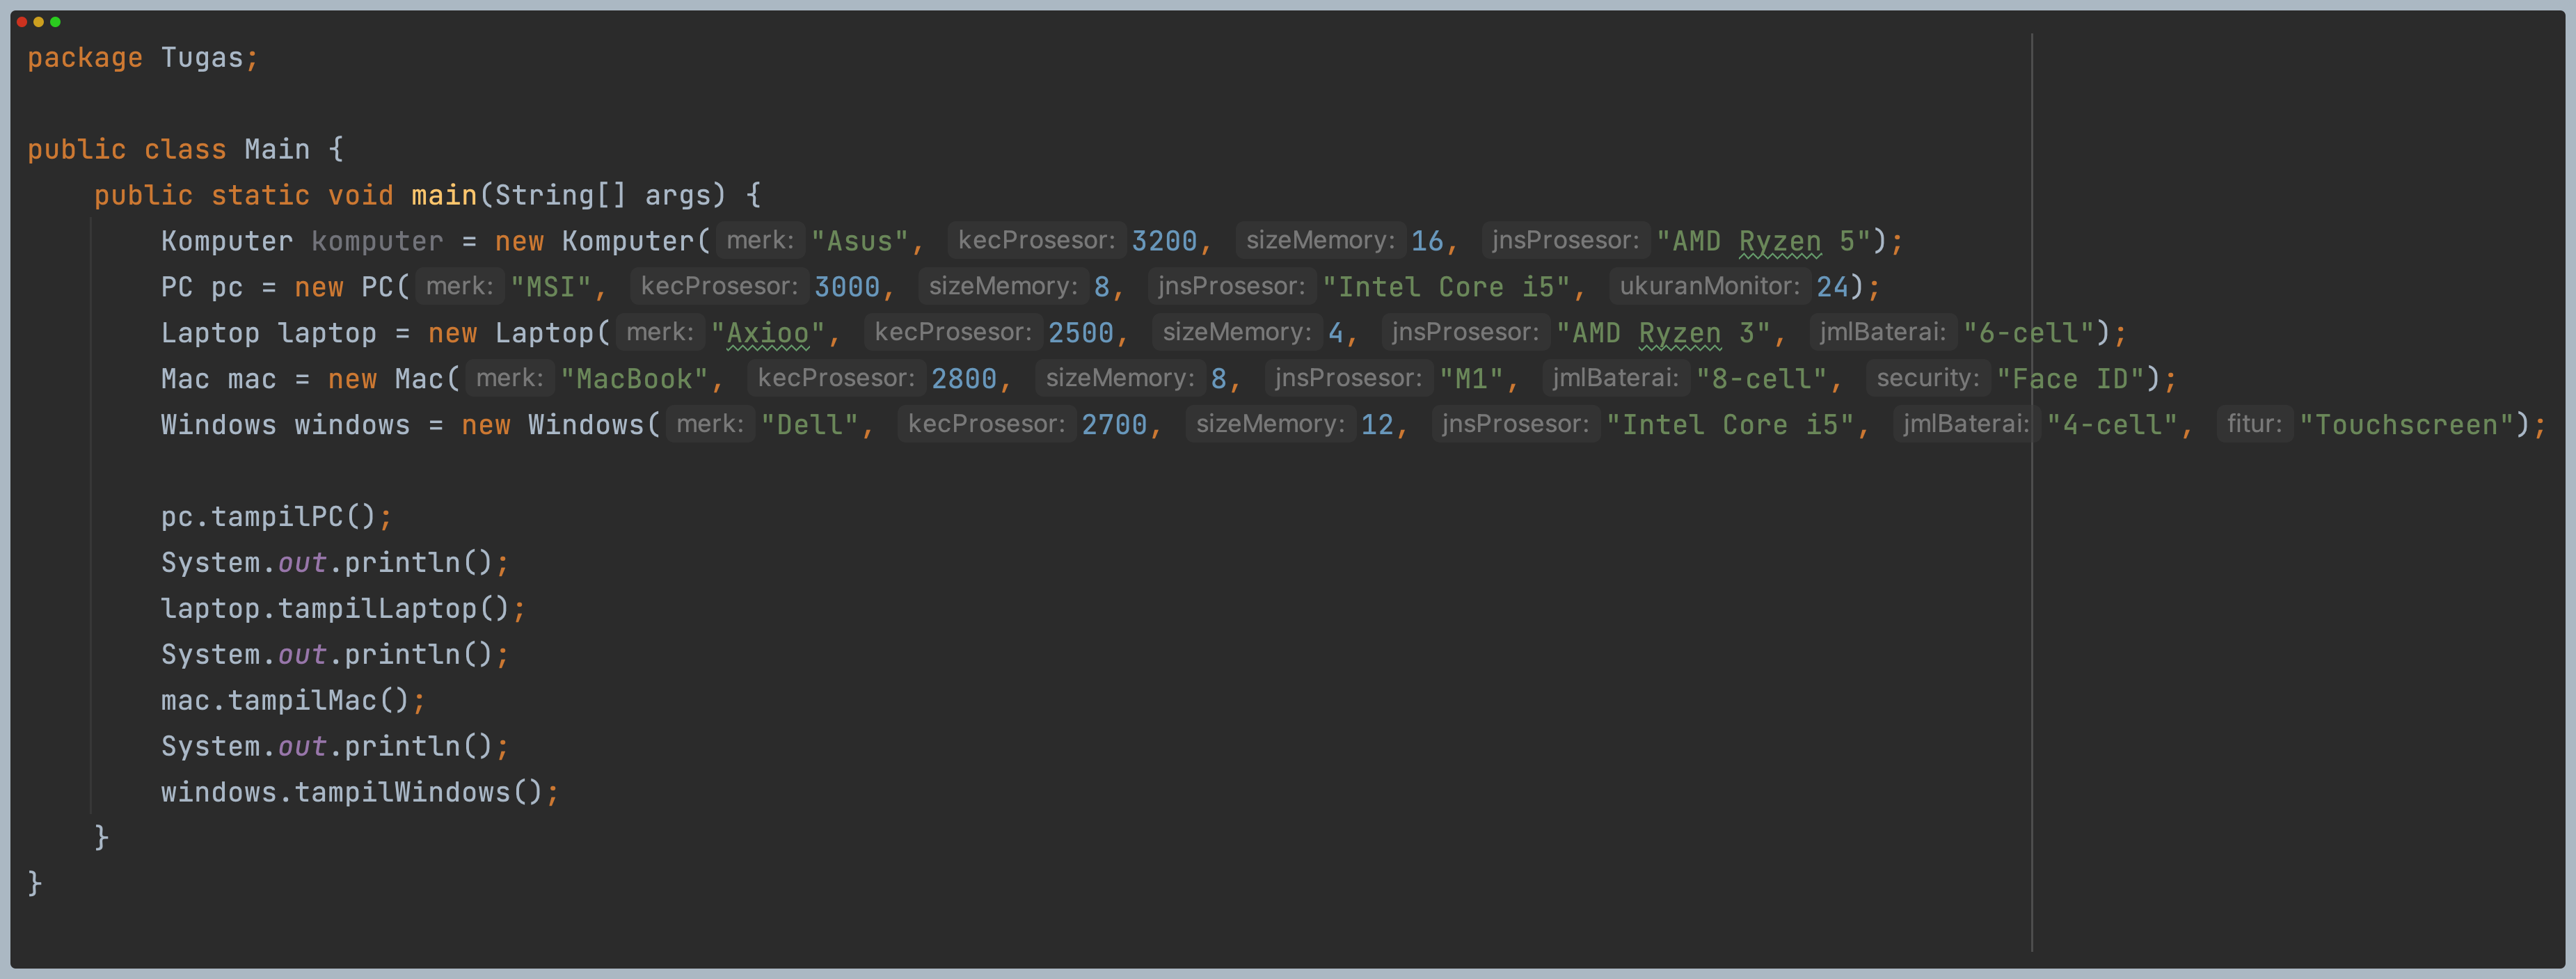 package Tugas;
public class Main {
public static void main(String[] args) {
Komputer komputer = new Komputer( merk: "Asus", kecProsesor: 3200, sizeMemory: 16, jnsProsesor: "AMD Ryzen 5");
PC pc = new PC( merk: "MSI", kecProsesor: 3000, sizeMemory: 8, jnsProsesor: "Intel Core i5", ukuranMonitor: 24);
Laptop laptop = new Laptop( merk: "Axioo", kecProsesor: 2500, sizeMemory: 4, jnsProsesor: "AMD Ryzen 3", jmlBaterai: "6-cell");
Mac mac = new Mac( merk: "MacBook", kecProsesor: 2800, sizeMemory: 8, jnsProsesor: "M1", jmlBaterai: "8-cell", security: "Face ID");
Windows windows = new Windows( merk: "Dell", kecProsesor: 2700, sizeMemory: 12, jnsProsesor: "Intel Core i5", jmlBaterai: "4-cell", fitur: "Touchscreen");
pc.tampilPC();
System.out.println();
laptop.tampilLaptop();
System.out.println();
mac.tampilMac();
System.out.println();
windows.tampilWindows();
}
}